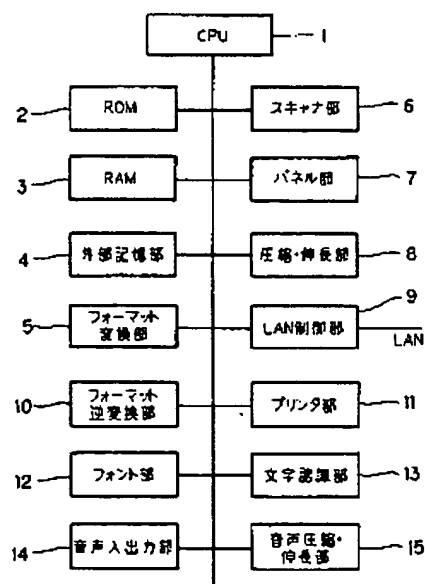 CPU
1
2
ROM
スキャナ部
6
3
RAM
パネル部
7
4
外部記憶部
圧縮・伸長部
8
5
フォーマット
変換部
LAN制御部
9
LAN
10
フォーマット
逆変換部
プリンタ部
11
12
フォント部
文字認識部
13
14
音声入出力部
音声圧縮・
伸長部
15